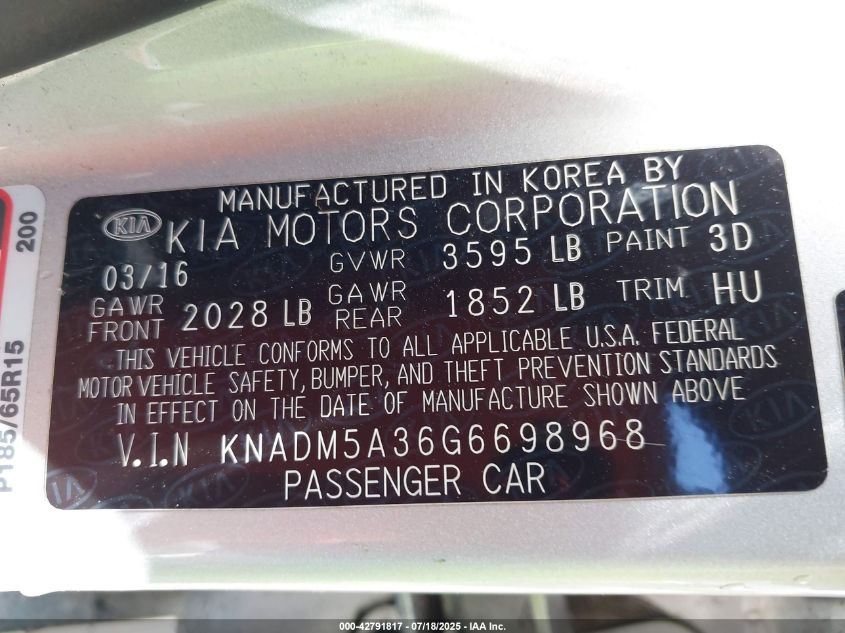 MANUFACTURED IN KOREA BY
KIA KIA MOTORS CORPORATION
03/16 GVWR 3595 LB PAINT 3D
GAWR FRONT 2028 LB GAWR REAR 1852 LB TRIM HU
THIS VEHICLE CONFORMS TO ALL APPLICABLE U.S.A. FEDERAL
MOTOR VEHICLE SAFETY, BUMPER, AND THEFT PREVENTION STANDARDS
IN EFFECT ON THE DATE OF MANUFACTURE SHOWN ABOVE
V.I.N KNADM5A36G6698968
PASSENGER CAR
200
P185/65R15
000-42791817 - 07/18/2025 - IAA Inc.